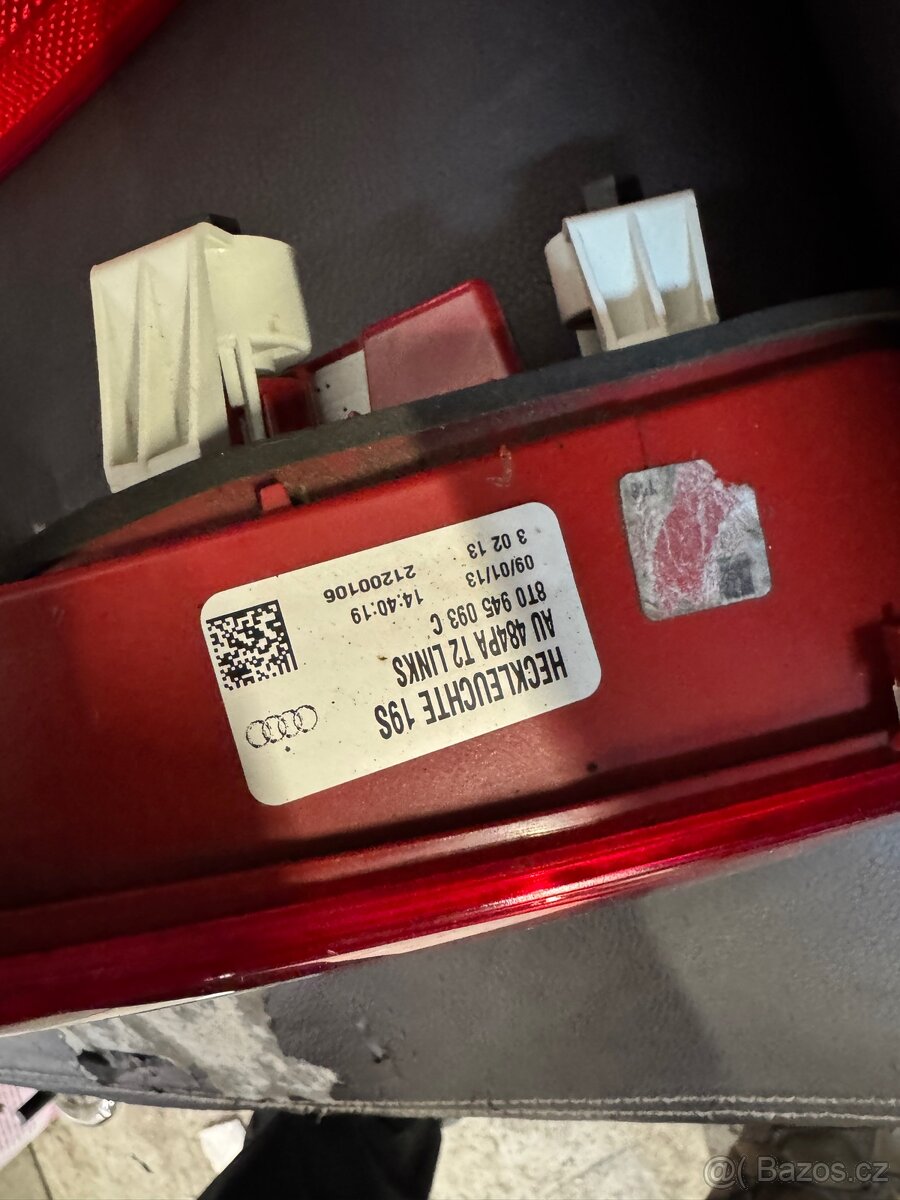 HECKLEUCHTE 19S
AU 484PA T2 LINKS
8T0 945 093 C
09/01/13 14:40:19
3 02 13 21200106
@( Bazos.cz